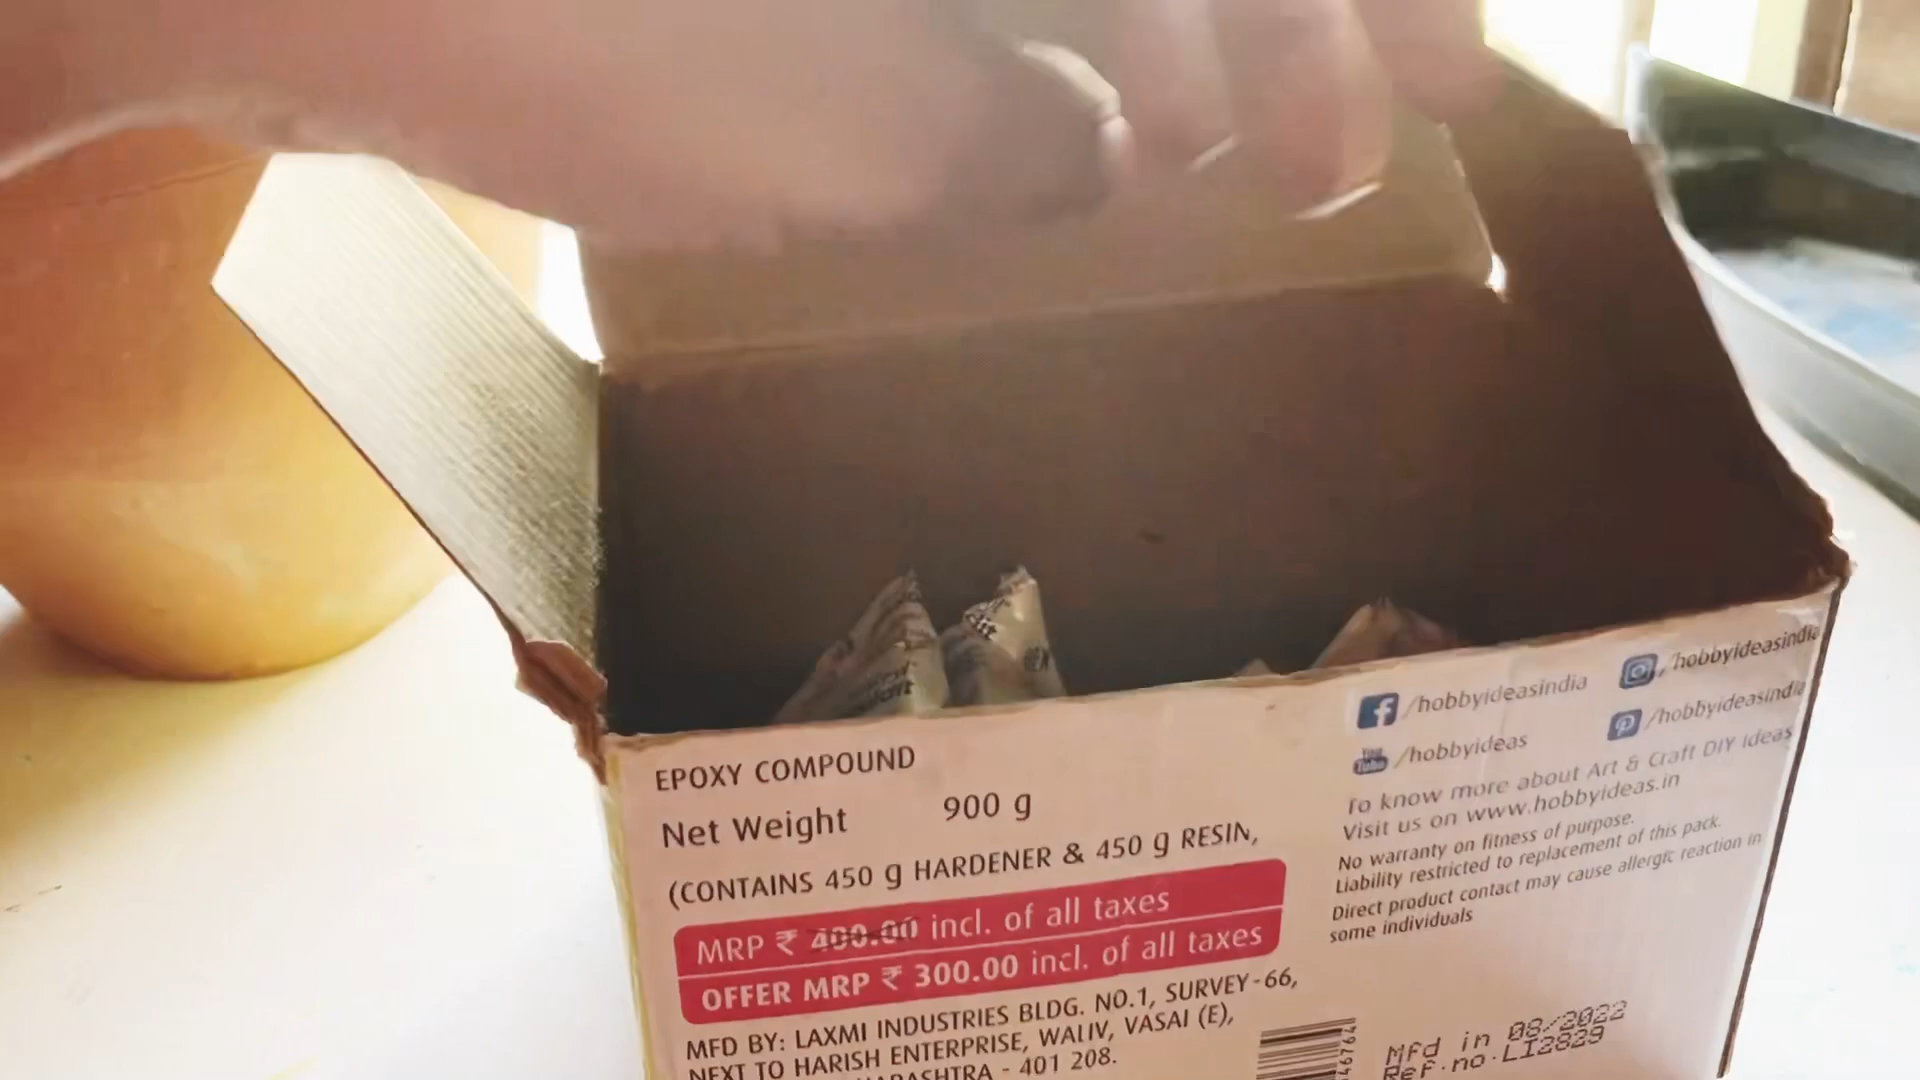 EPOXY COMPOUND
Net Weight 900 g
(CONTAINS 450 g HARDENER & 450 g RESIN,
MRP ₹ 400.00 incl. of all taxes
OFFER MRP ₹ 300.00 incl. of all taxes
MFD BY: LAXMI INDUSTRIES BLDG. NO.1, SURVEY-66,
NEXT TO HARISH ENTERPRISE, WALIV, VASAI (E),
- 401 208.
/hobbyideasindia
/hobbyideasindia
You Tube /hobbyideas
/hobbyideasindia
To know more about Art & Craft DIY Ideas
Visit us on www.hobbyideas.in
No warranty on fitness of purpose.
Liability restricted to replacement of this pack.
Direct product contact may cause allergic reaction in
some individuals
Mfd in 08/2022
Ref.no.LI2829